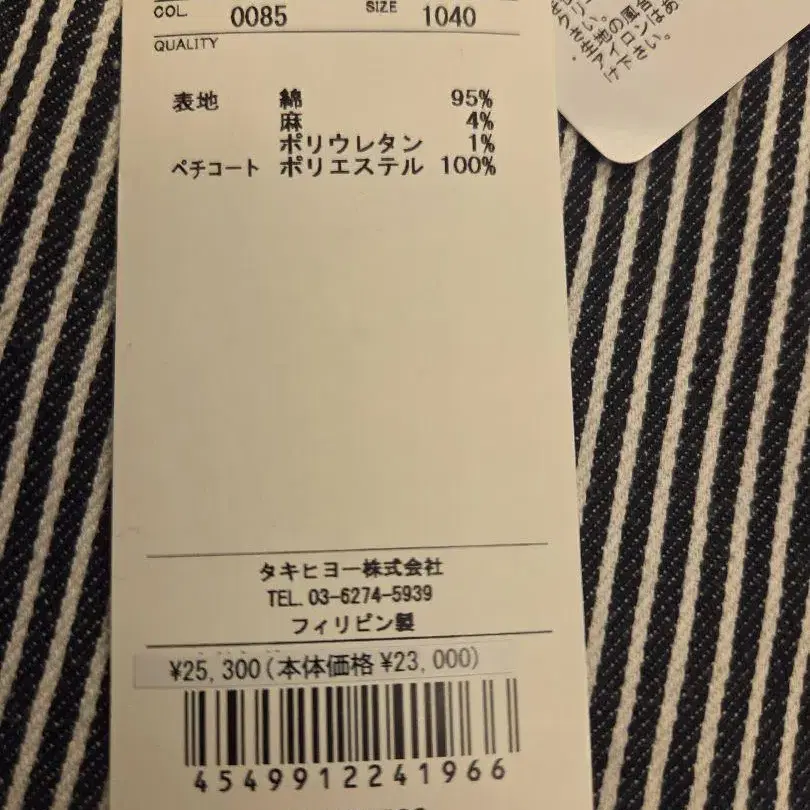 COL 0085 SIZE 1040
QUALITY
表地 綿 95%
麻 4%
ポリウレタン 1%
ペチコート ポリエステル 100%
タキヒヨー株式会社
TEL. 03-6274-5939
フィリピン製
¥25,300(本体価格¥23,000)
4549912241966